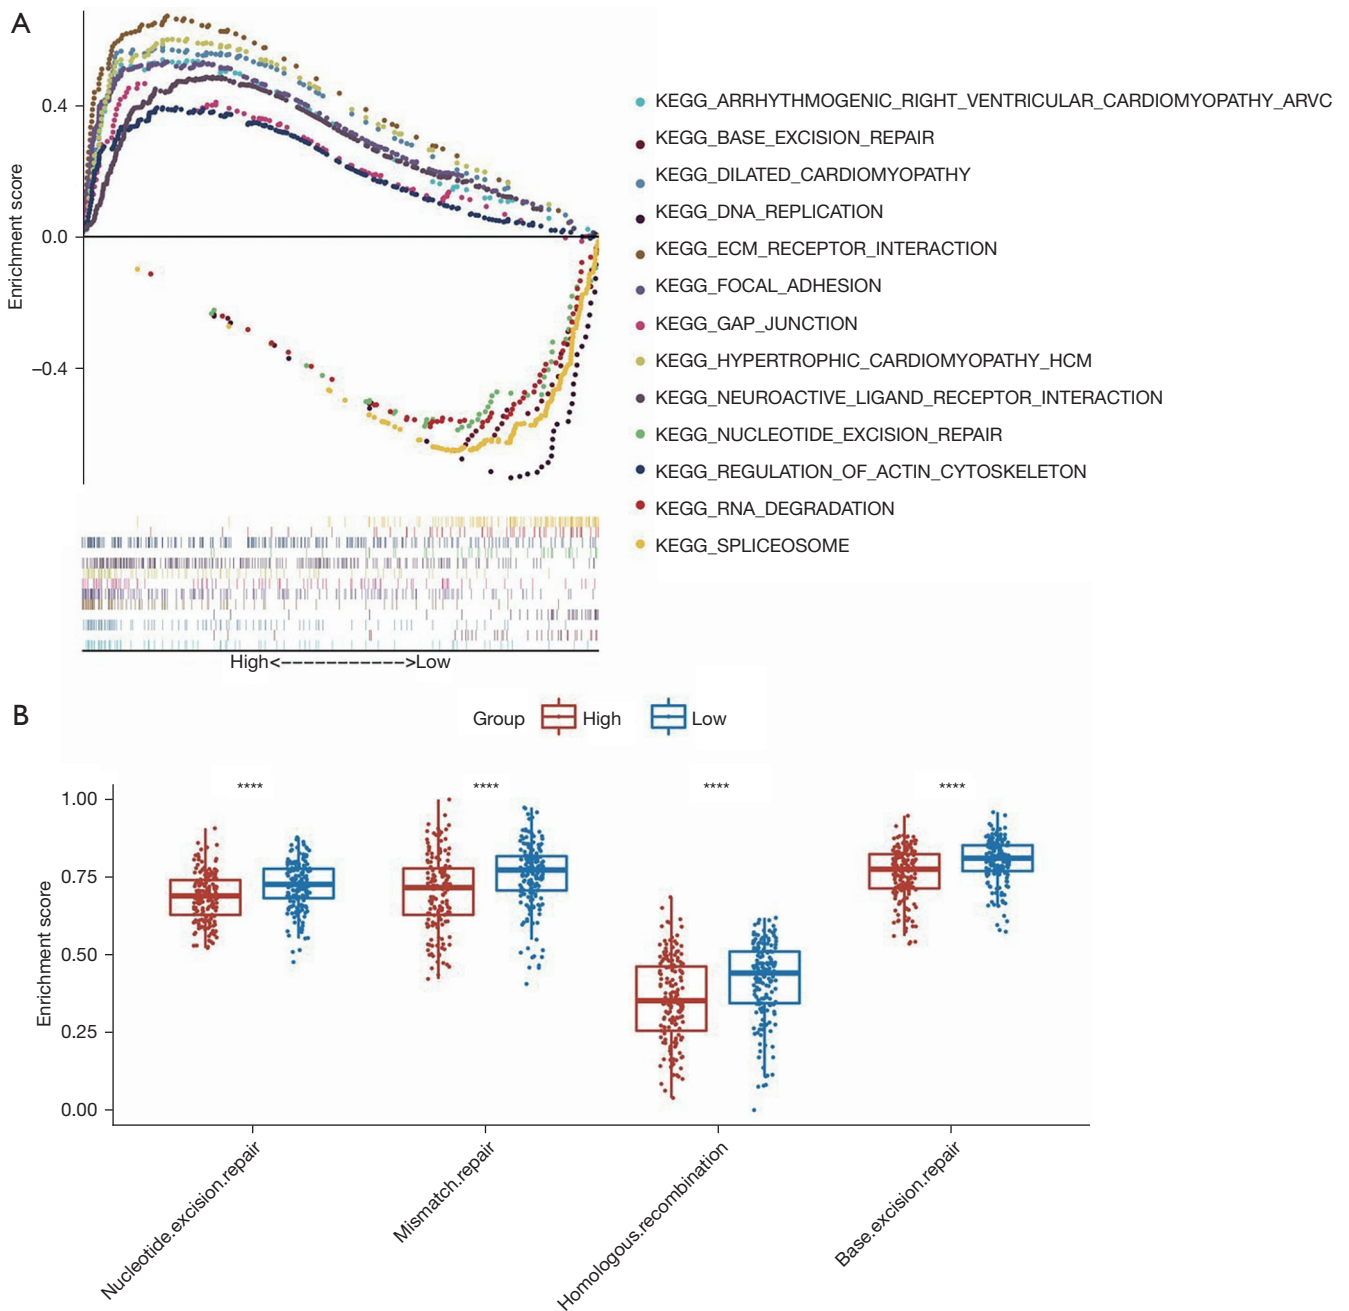 A
Enrichment score
0.4
0.0
−0.4
KEGG_ARRHYTHMOGENIC_RIGHT_VENTRICULAR_CARDIOMYOPATHY_ARVC
KEGG_BASE_EXCISION_REPAIR
KEGG_DILATED_CARDIOMYOPATHY
KEGG_DNA_REPLICATION
KEGG_ECM_RECEPTOR_INTERACTION
KEGG_FOCAL_ADHESION
KEGG_GAP_JUNCTION
KEGG_HYPERTROPHIC_CARDIOMYOPATHY_HCM
KEGG_NEUROACTIVE_LIGAND_RECEPTOR_INTERACTION
KEGG_NUCLEOTIDE_EXCISION_REPAIR
KEGG_REGULATION_OF_ACTIN_CYTOSKELETON
KEGG_RNA_DEGRADATION
KEGG_SPLICEOSOME
High<------------>Low
B
Group High Low
**** **** **** ****
Enrichment score
1.00
0.75
0.50
0.25
0.00
Nucleotide.excision.repair
Mismatch.repair
Homologous.recombination
Base.excision.repair